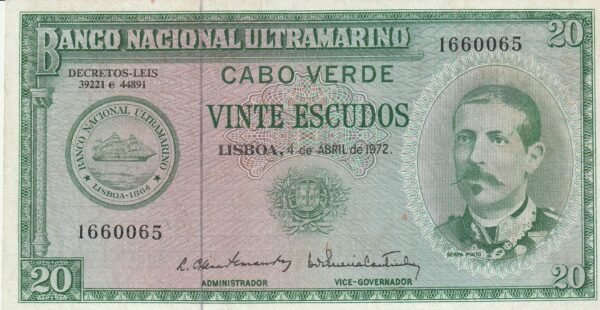 BANCO NACIONAL ULTRAMARINO
20
1660065
DECRETOS-LEIS
39221 e 44891
CABO VERDE
VINTE ESCUDOS
LISBOA, 4 de ABRIL de 1972.
BANCO NACIONAL ULTRAMARINO
LISBOA-1864
1660065
SERPA PINTO
20
ADMINISTRADOR
VICE-GOVERNADOR
20